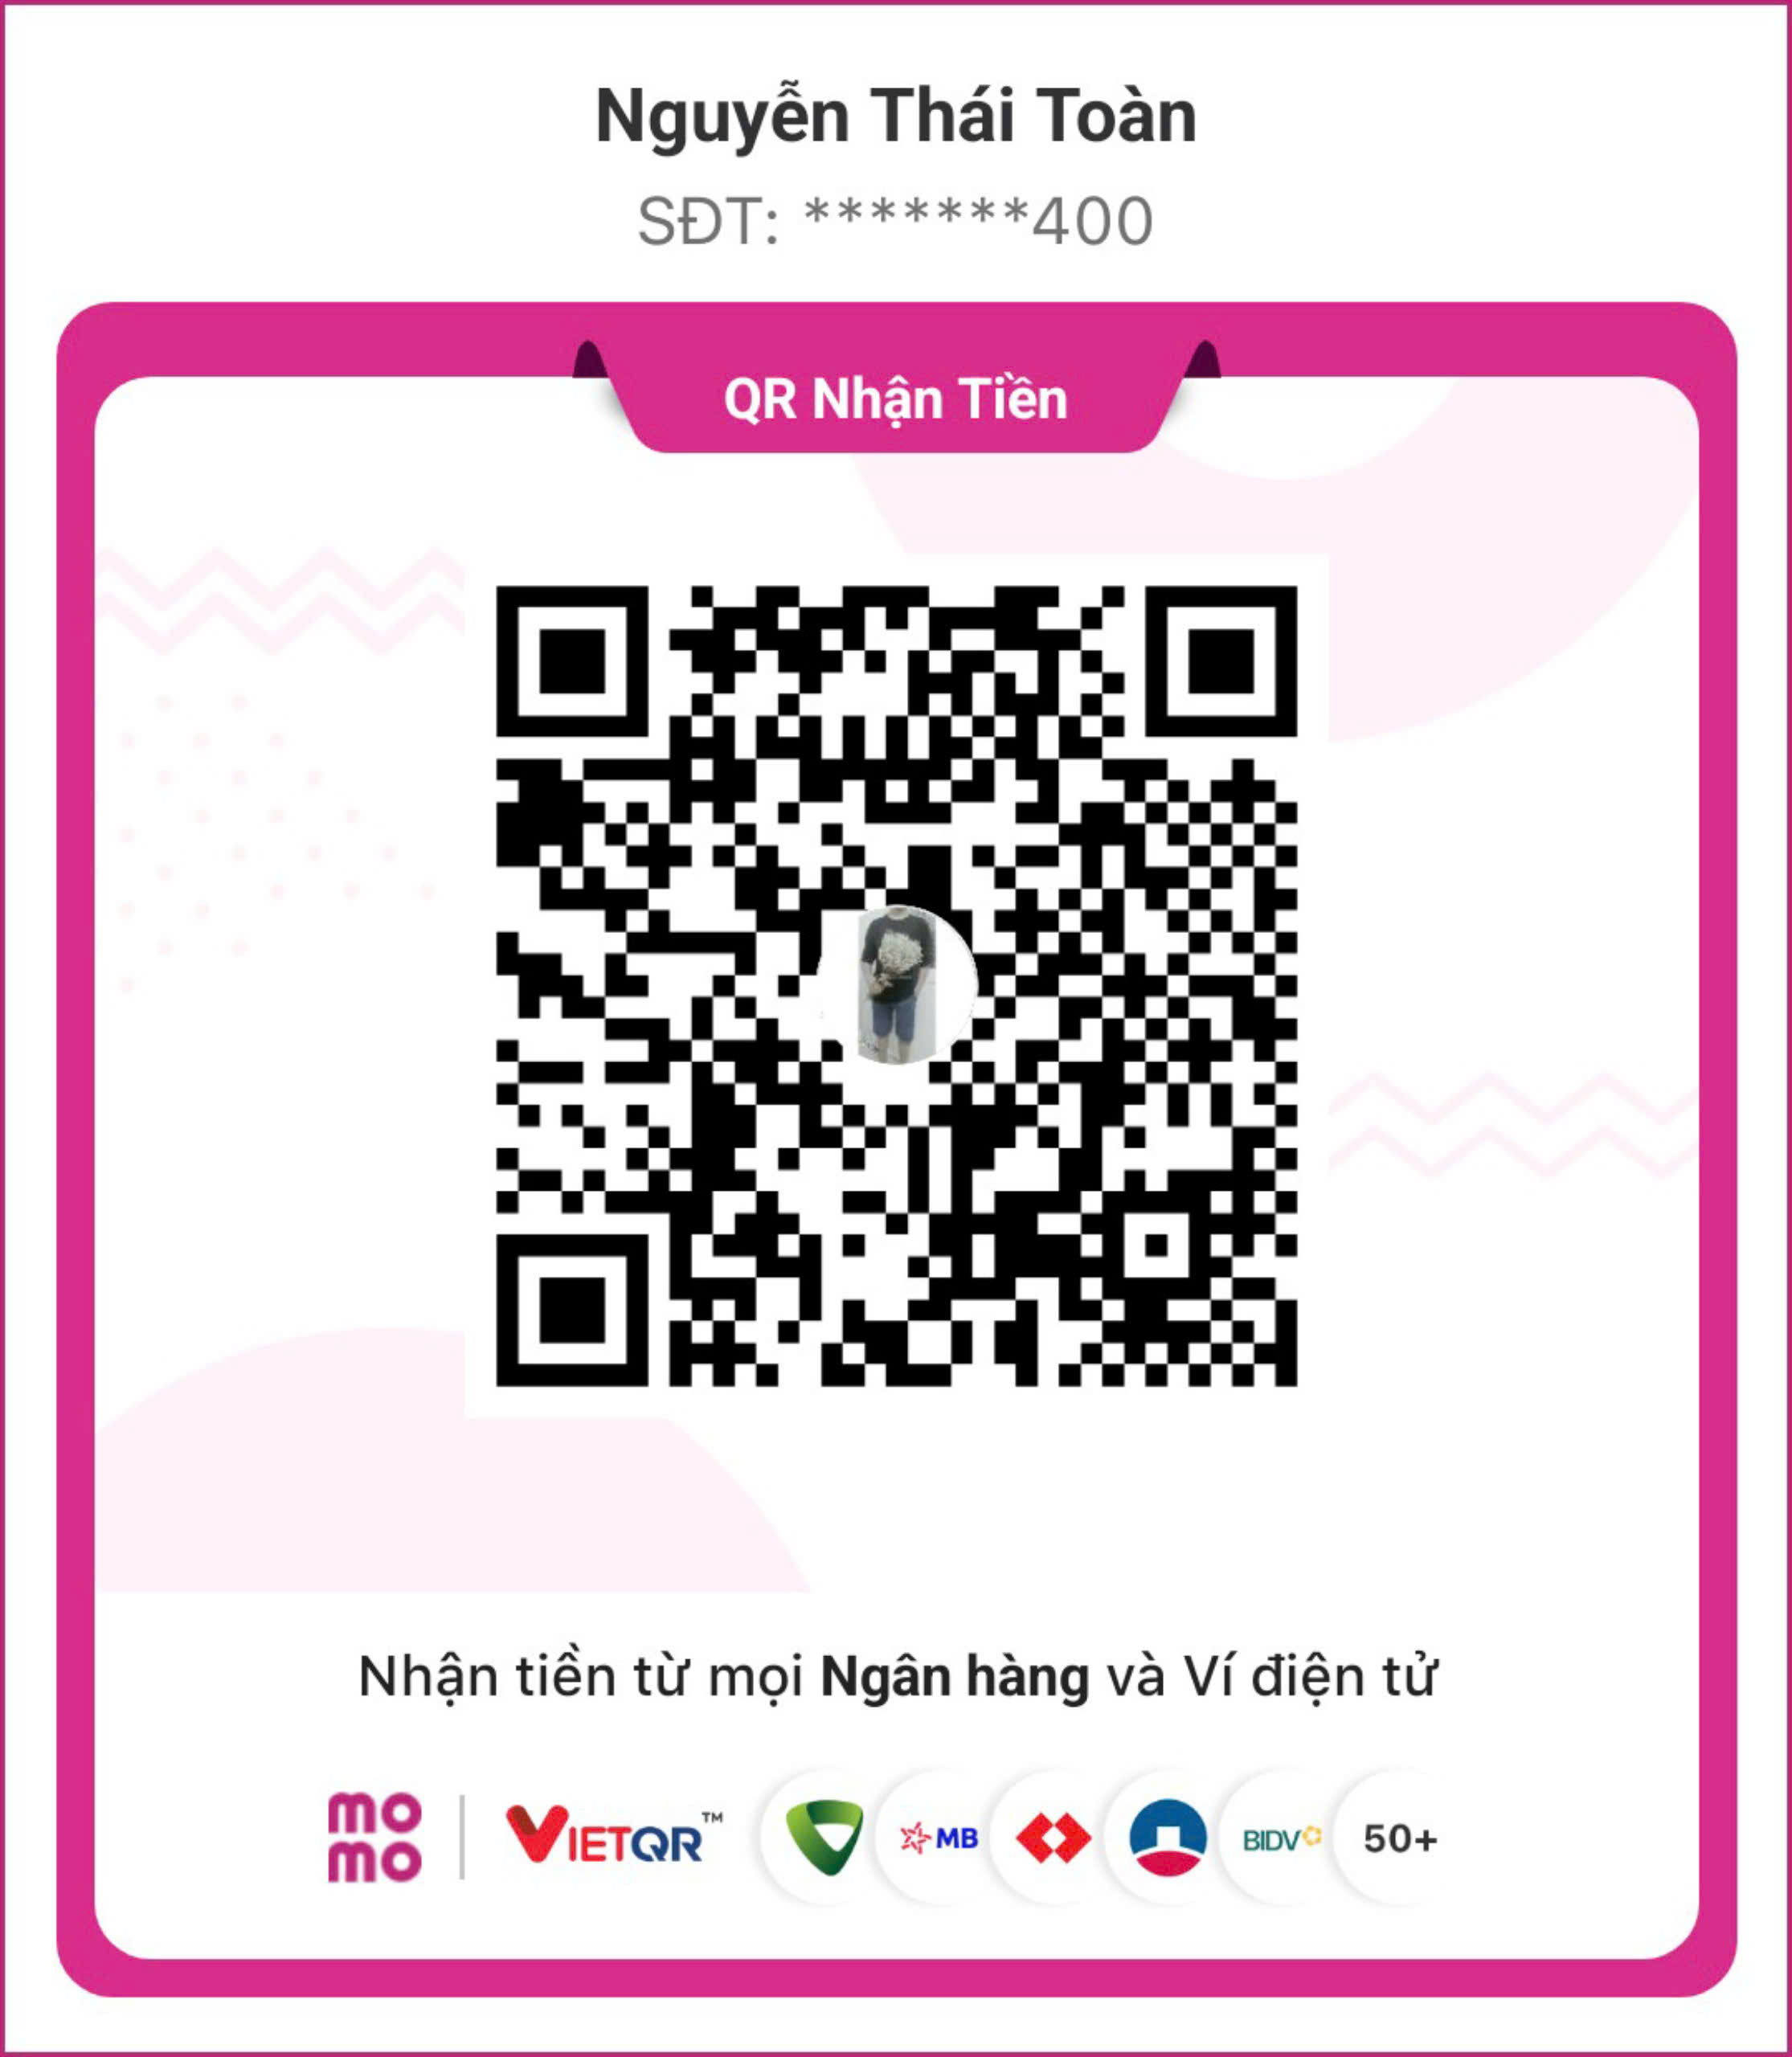 Nguyễn Thái Toàn
SĐT: *******400
QR Nhận Tiền
Nhận tiền từ mọi Ngân hàng và Ví điện tử
mo
mo
VIETQR™ MB BIDV 50+